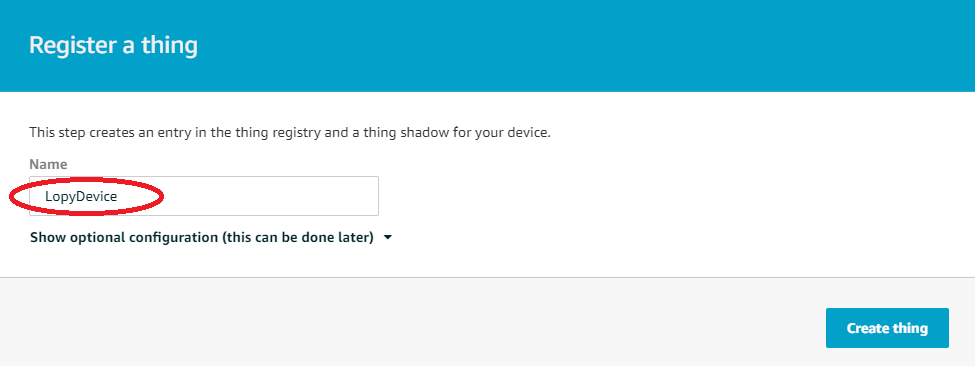 Register a thing
This step creates an entry in the thing registry and a thing shadow for your device.
Name
LopyDevice
Show optional configuration (this can be done later)
Create thing